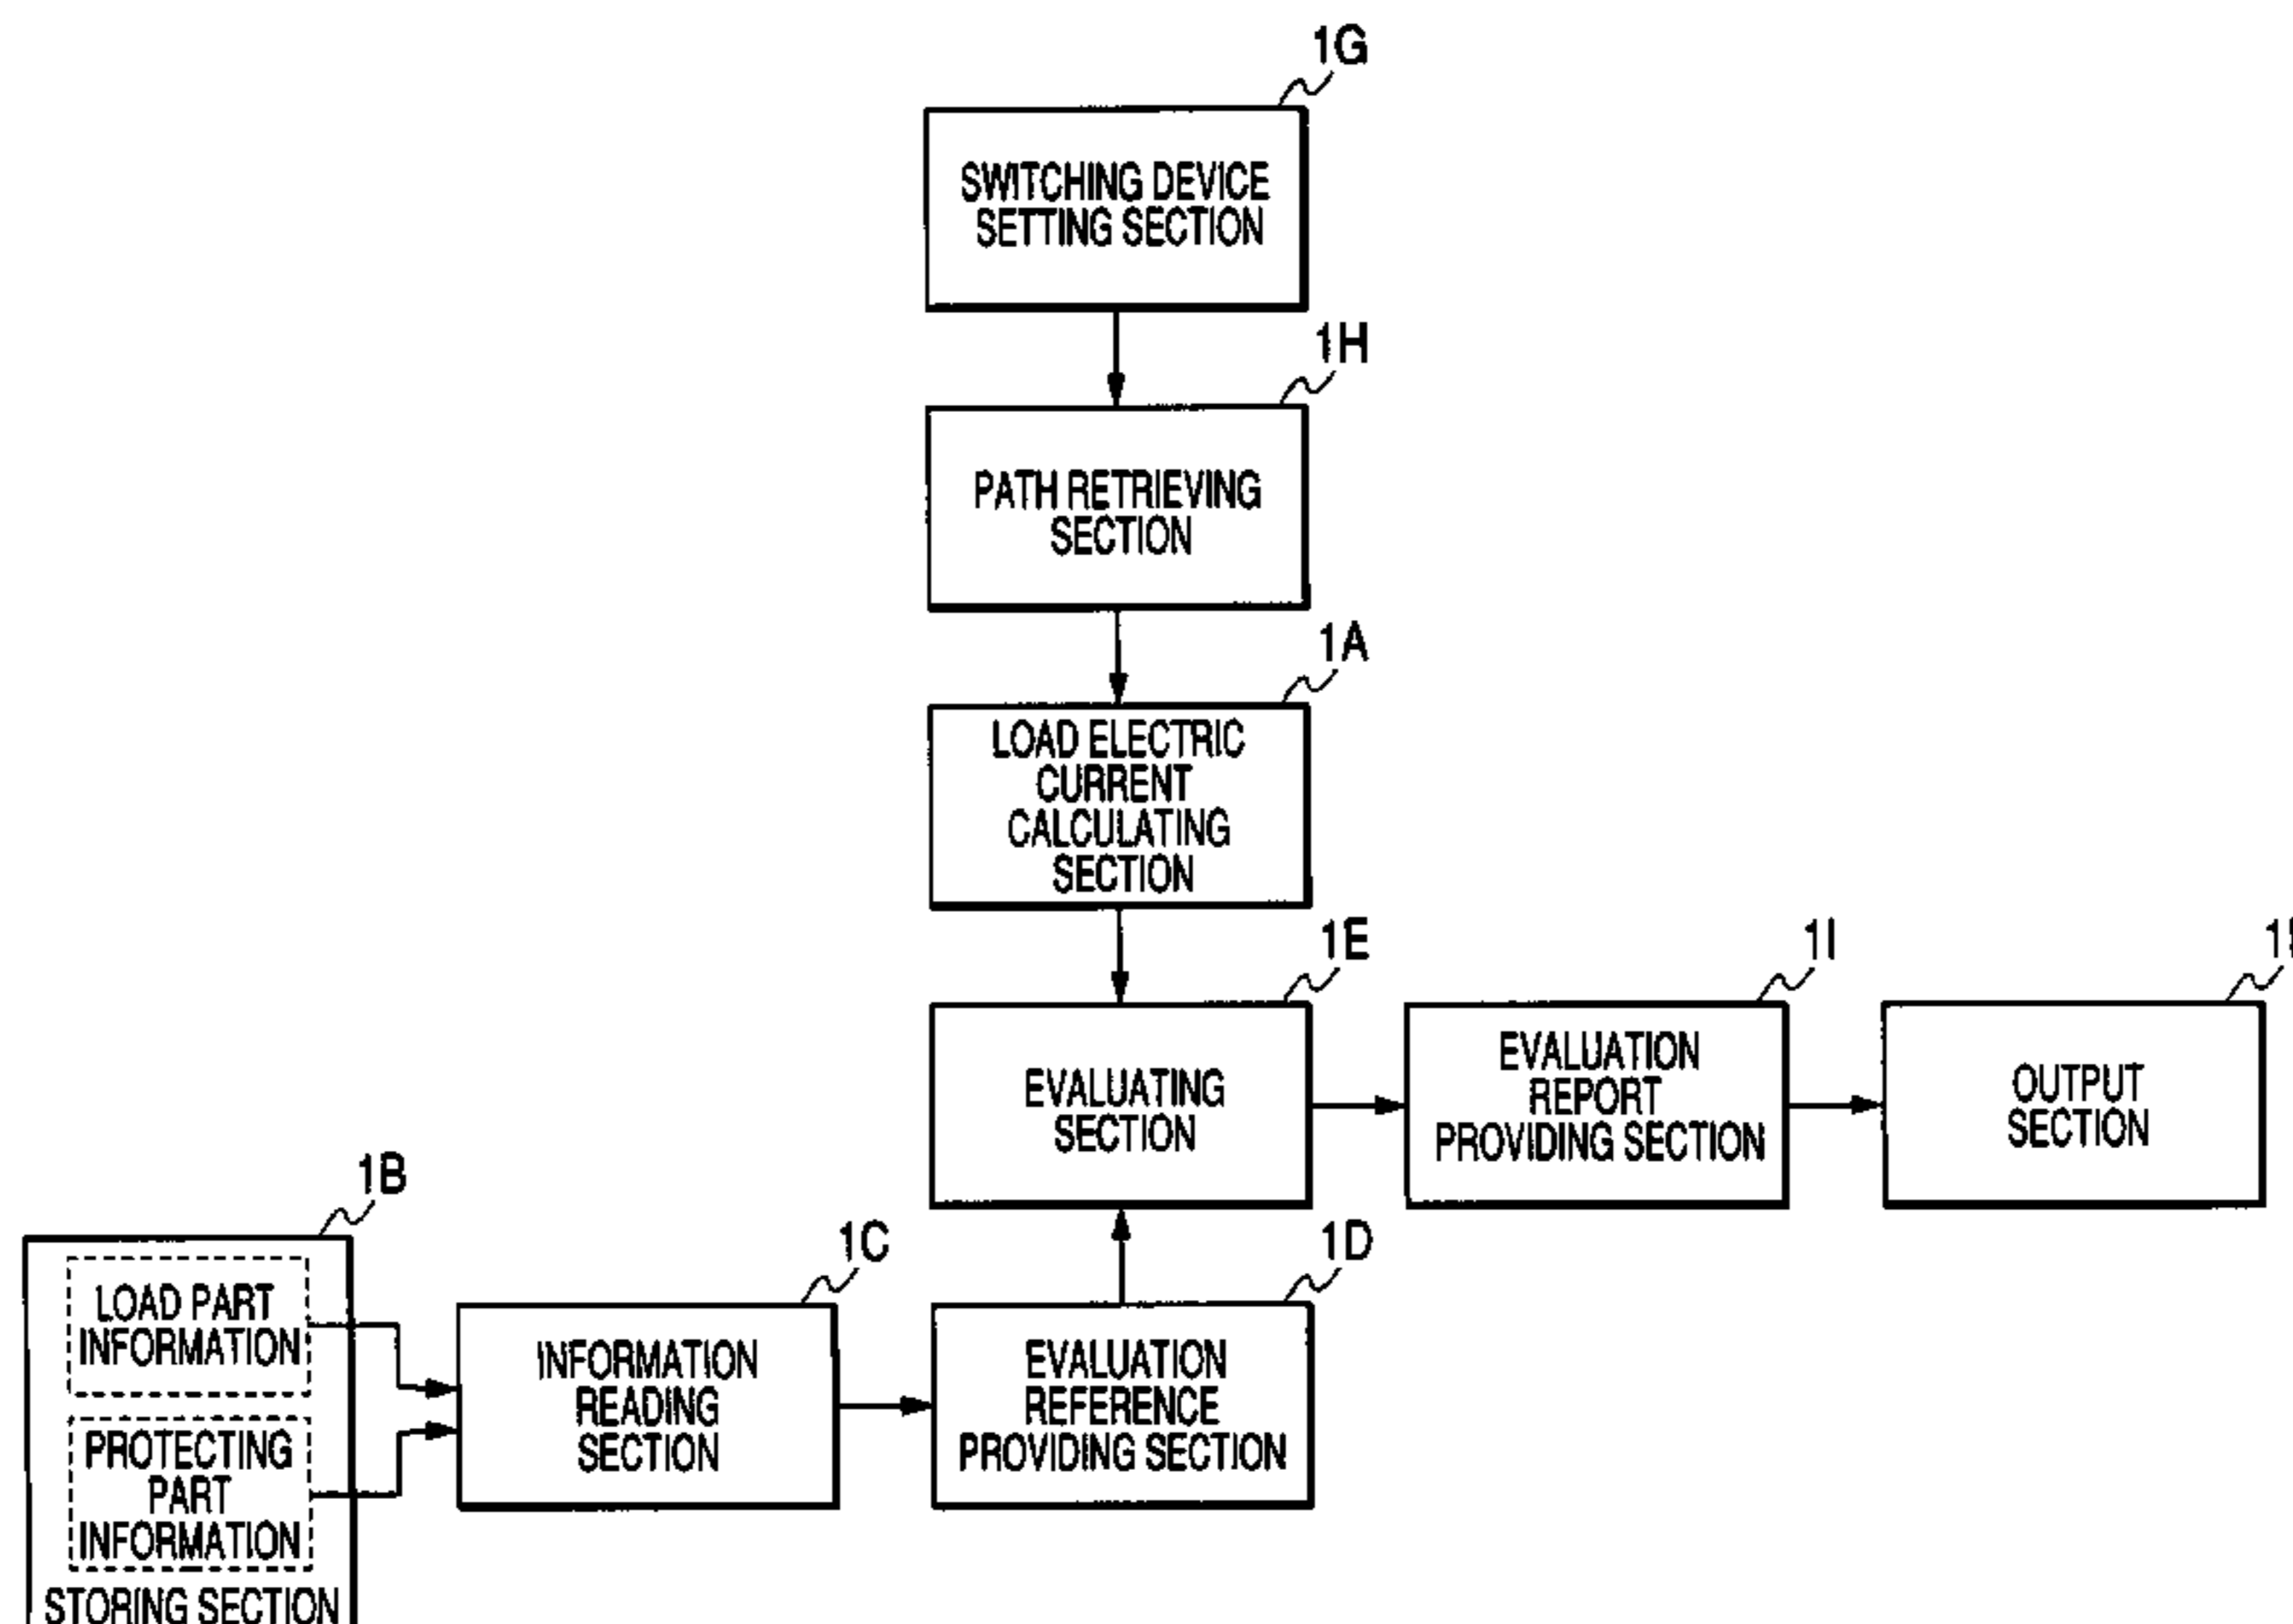 1G
SWITCHING DEVICE
SETTING SECTION
1H
PATH RETRIEVING
SECTION
1A
LOAD ELECTRIC
CURRENT
CALCULATING
SECTION
1E
EVALUATING
SECTION
1I
EVALUATION
REPORT
PROVIDING SECTION
OUTPUT
SECTION
1B
LOAD PART
INFORMATION
PROTECTING
PART
INFORMATION
STORING SECTION
1C
INFORMATION
READING
SECTION
1D
EVALUATION
REFERENCE
PROVIDING SECTION